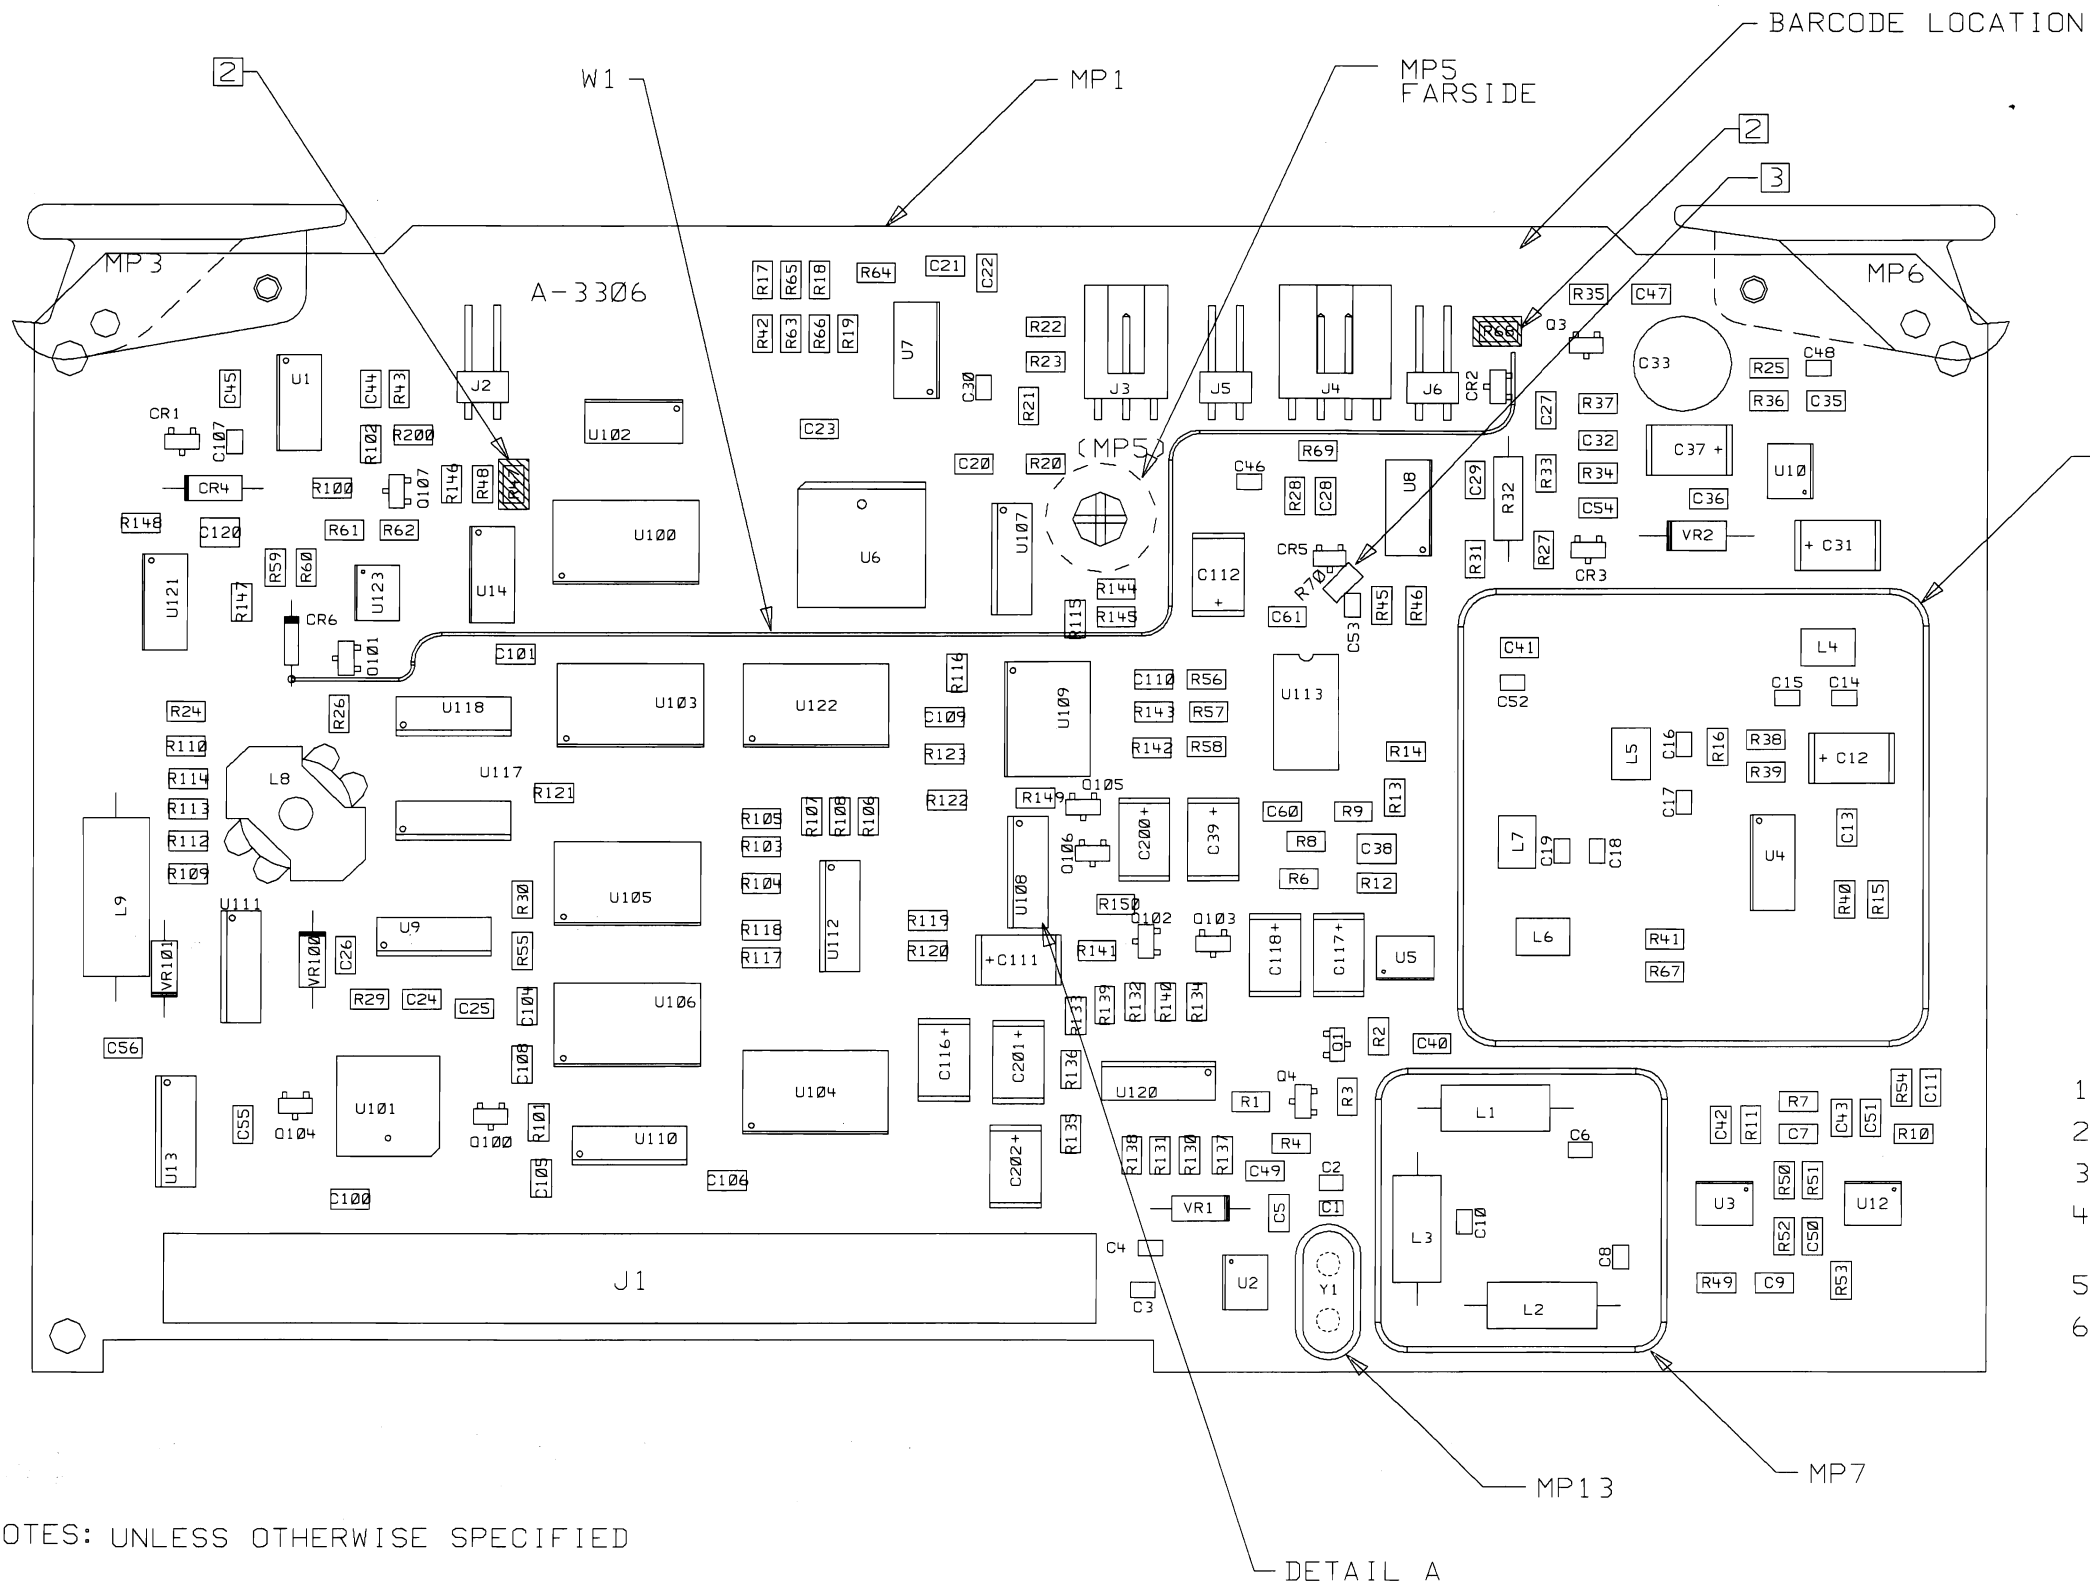 BARCODE LOCATION
2
W1
MP1
MP5
FARSIDE
2
3
MP3
A-3306
MP6
R17
R65
R18
R64
C21
C22
R42
R63
R66
R19
U7
R22
R23
R21
C30
C23
C20
R20
(MP5)
J3
J5
J4
J6
R68
CR2
Q3
R35
C47
C33
R25
C48
R36
C35
C27
R37
C32
R34
C54
R33
C37 +
U10
C36
VR2
+ C31
CR3
R27
R31
R32
C29
U8
R69
C46
R28
C28
CR5
R70
C53
R45
R46
C61
C112
+
U1
C45
C44
R43
CR1
C107
R102
R200
J2
U102
CR4
R100
Q107
R146
R48
R47
R148
C120
R61
R62
R59
R60
U121
R147
U123
U14
U100
U6
U107
R144
R145
R115
CR6
Q101
C101
R24
R26
U118
U103
U122
R116
C109
R123
U109
C110
R56
R143
R57
R142
R58
U113
R14
R13
C41
C52
L4
C15
C14
L5
C16
R16
R38
R39
+ C12
C17
C13
L7
C19
C18
U4
R40
R15
L6
R41
R67
R110
R114
R113
R112
R109
L8
U117
R121
R105
R103
R104
R107
R108
R106
R122
R149
Q105
Q106
C200+
C39 +
C60
R9
R8
C38
R6
R12
L9
U111
VR101
VR100
C26
U9
R30
R55
U105
R118
R117
U112
R119
R120
U108
+C111
R150
Q102
Q103
R141
C118+
C117+
U5
R29
C24
C25
C104
U106
R133
R139
R132
R140
R134
C56
C108
C116+
C201+
R136
Q1
R2
C40
U13
C55
Q104
U101
Q100
R101
U110
U104
U120
R135
R1
Q4
R3
L1
C6
C42
R11
R7
C7
C43
C51
R54
C11
R10
C100
C105
C106
C202+
R138
R131
R130
R137
R4
C49
C2
C1
VR1
C5
L3
C10
C8
U3
R50
R51
U12
R52
C50
J1
C4
C3
U2
Y1
L2
R49
C9
R53
1
2
3
4
5
6
MP13
MP7
OTES: UNLESS OTHERWISE SPECIFIED
DETAIL A